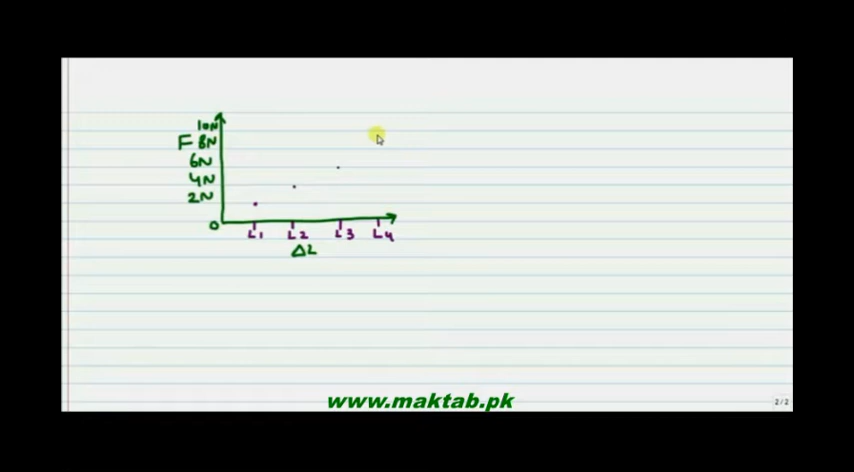 10N
F 8N
6N
4N
2N
0
L1 L2 L3 L4
ΔL
www.maktab.pk
2/2